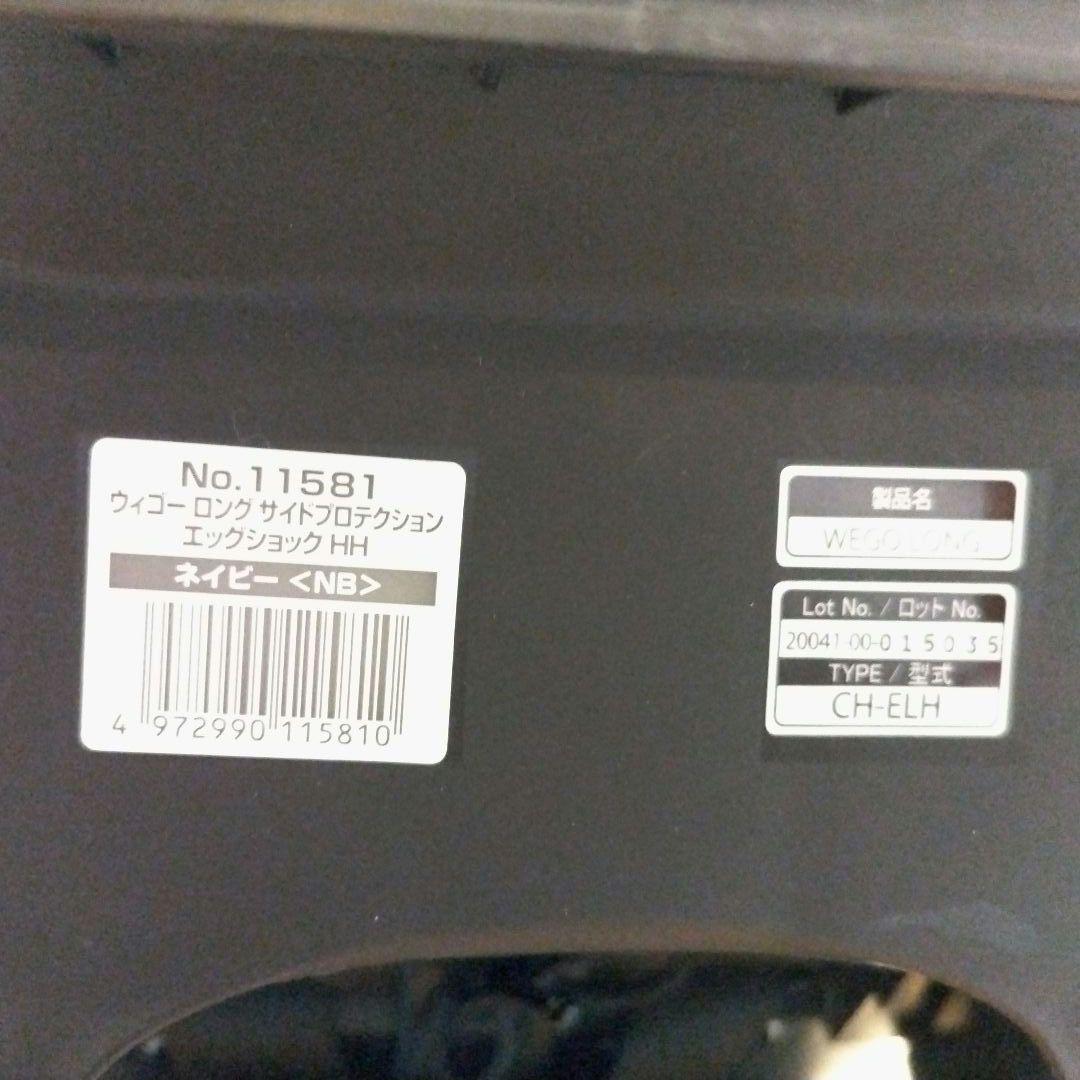 No.11581
ウィゴー ロング サイドプロテクション
エッグショック HH
ネイビー <NB>
4 972990 115810
製品名
WEGO LONG
Lot No. / ロット No.
20041-00-0 1 5 0 3 5
TYPE / 型式
CH-ELH